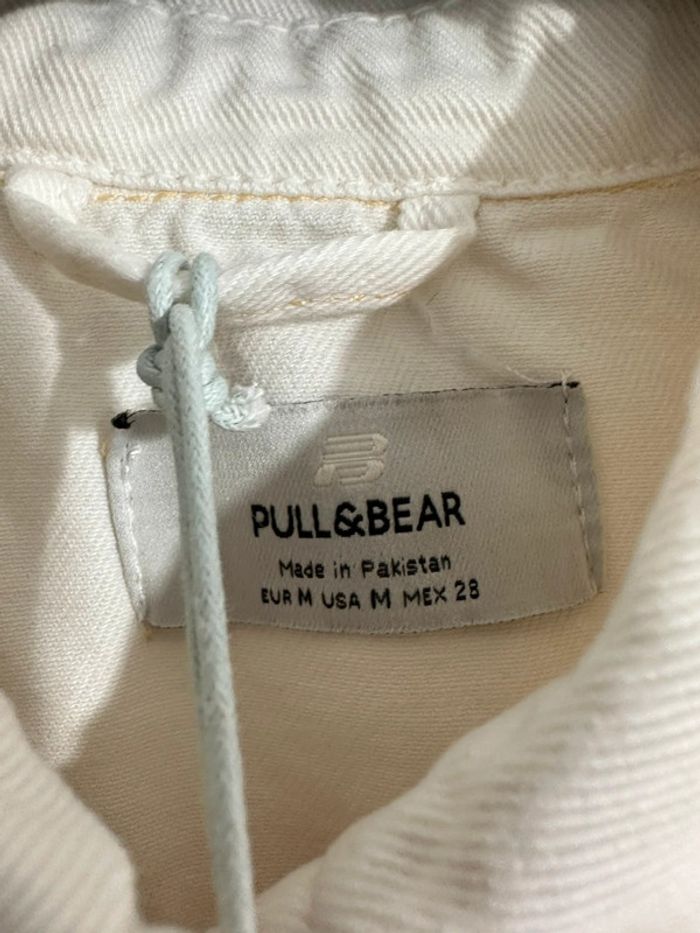 PULL&BEAR
Made in Pakistan
EUR M USA M MEX 28